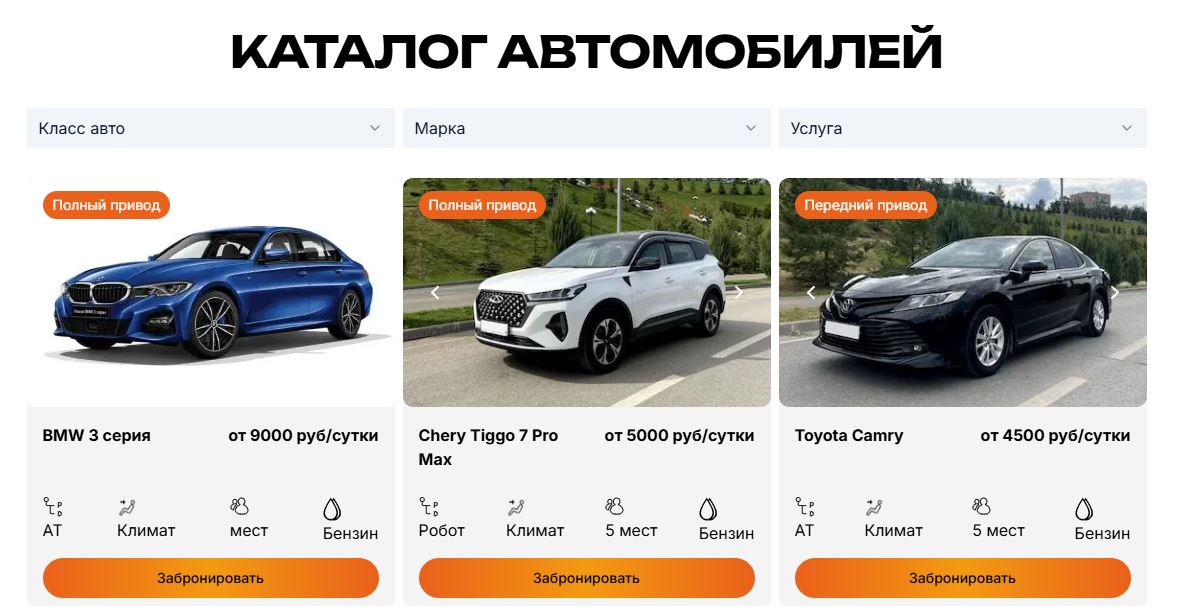 КАТАЛОГ АВТОМОБИЛЕЙ
Класс авто
Марка
Услуга
Полный привод
Полный привод
Передний привод
BMW 3 серия
от 9000 руб/сутки
Chery Tiggo 7 Pro
Max
от 5000 руб/сутки
Toyota Camry
от 4500 руб/сутки
АТ
Климат
мест
Бензин
Робот
Климат
5 мест
Бензин
АТ
Климат
5 мест
Бензин
Забронировать
Забронировать
Забронировать